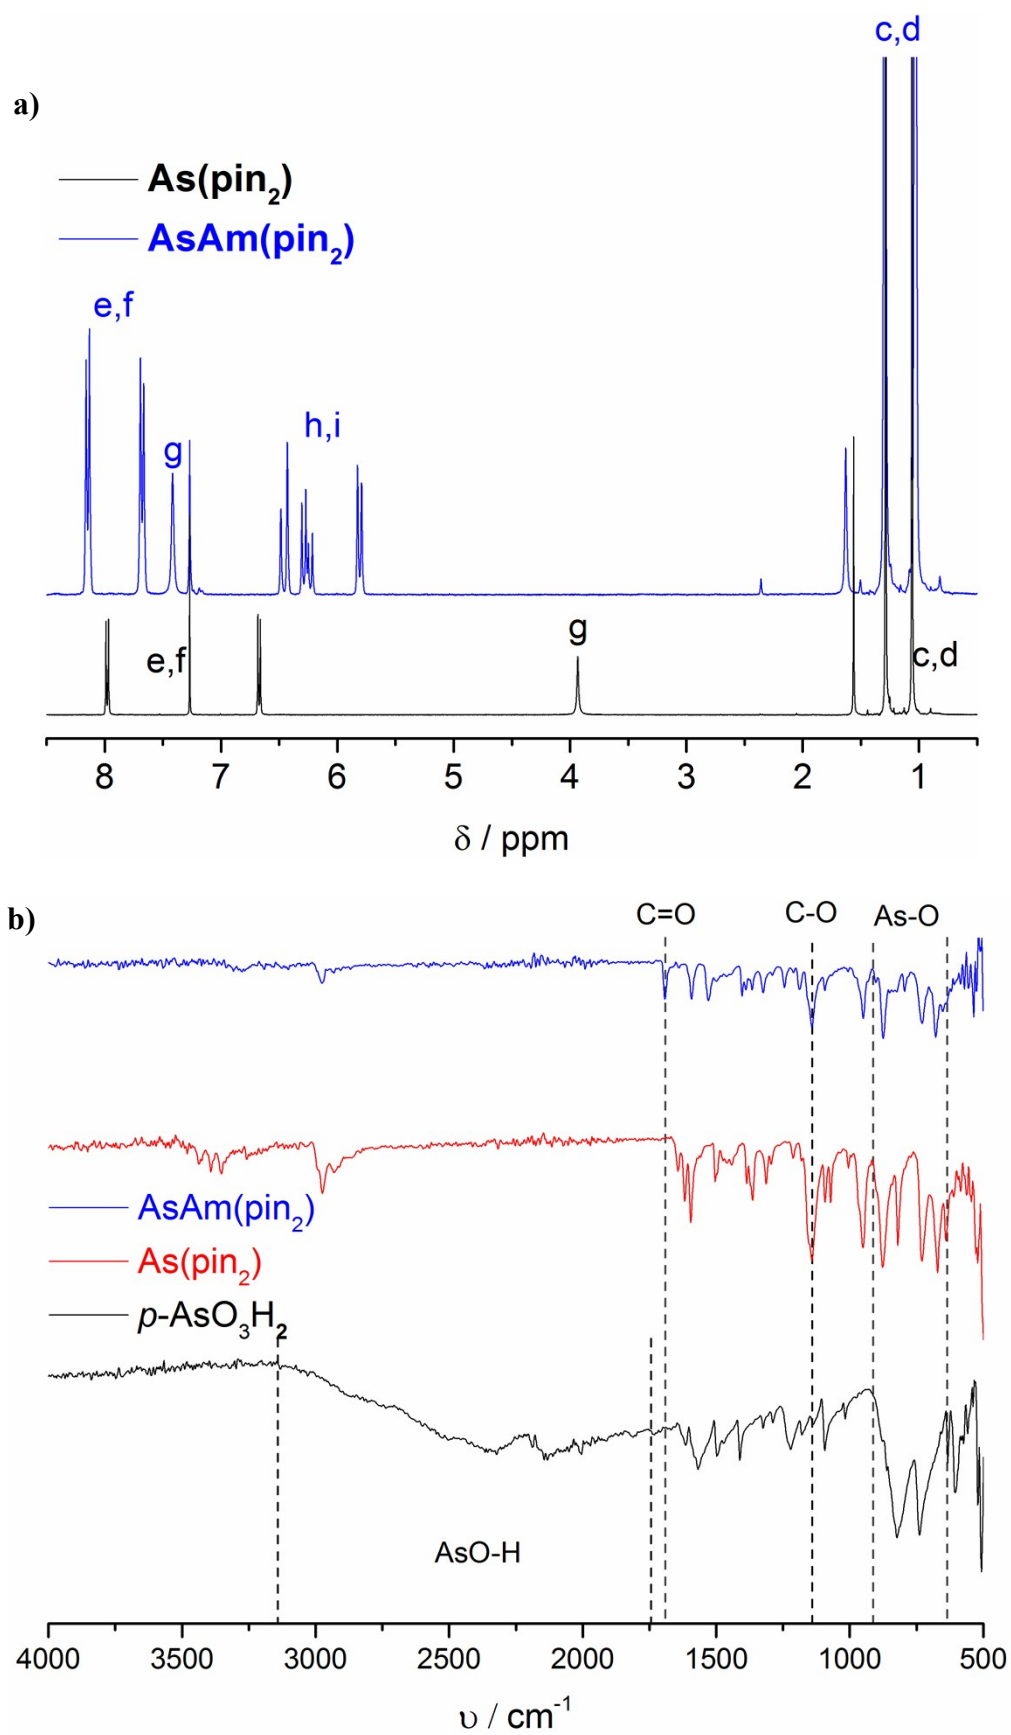 c,d
a)
As(pin2)
AsAm(pin2)
e,f
h,i
g
g
e,f
c,d
8 7 6 5 4 3 2 1
δ / ppm
b)
C=O C-O As-O
AsAm(pin2)
As(pin2)
p-AsO3H2
AsO-H
4000 3500 3000 2500 2000 1500 1000 500
υ / cm-1